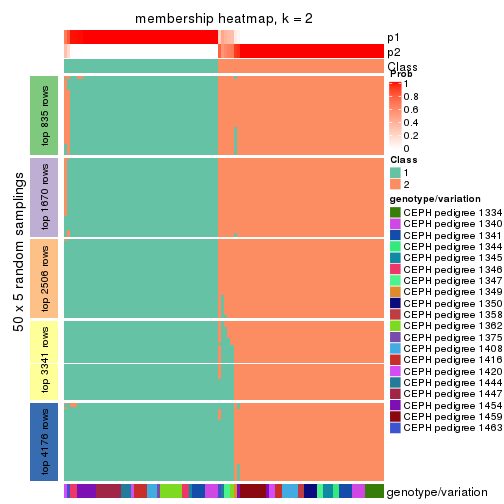 membership heatmap, k = 2
p1
p2
Class
Prob
1
0.8
0.6
0.4
0.2
0
Class
1
2
genotype/variation
CEPH pedigree 1334
CEPH pedigree 1340
CEPH pedigree 1341
CEPH pedigree 1344
CEPH pedigree 1345
CEPH pedigree 1346
CEPH pedigree 1347
CEPH pedigree 1349
CEPH pedigree 1350
CEPH pedigree 1358
CEPH pedigree 1362
CEPH pedigree 1375
CEPH pedigree 1408
CEPH pedigree 1416
CEPH pedigree 1420
CEPH pedigree 1444
CEPH pedigree 1447
CEPH pedigree 1454
CEPH pedigree 1459
CEPH pedigree 1463
50 x 5 random samplings
top 835 rows
top 1670 rows
top 2506 rows
top 3341 rows
top 4176 rows
genotype/variation